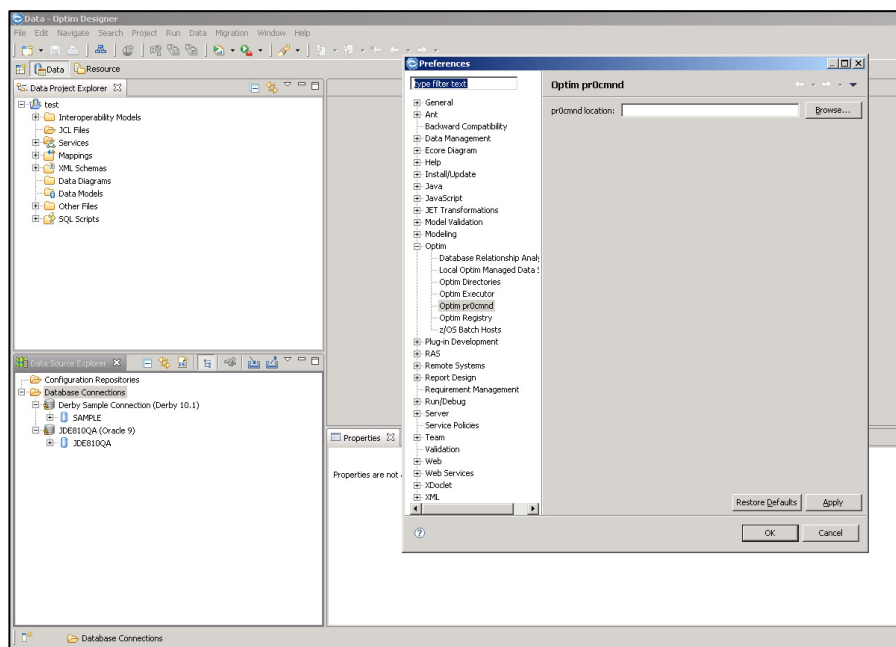 Data - Optim Designer
File Edit Navigate Search Project Run Data Migration Window Help
Data Resource
Data Project Explorer
test
Interoperability Models
JCL Files
Services
Mappings
XML Schemas
Data Diagrams
Data Models
Other Files
SQL Scripts
Data Source Explorer
Configuration Repositories
Database Connections
Derby Sample Connection (Derby 10.1)
SAMPLE
JDE810QA (Oracle 9)
JDE810QA
Properties
Properties are not
Preferences
type filter text
General
Ant
Backward Compatibility
Data Management
Ecore Diagram
Help
Install/Update
Java
JavaScript
JET Transformations
Model Validation
Modeling
Optim
Database Relationship Analy
Local Optim Managed Data S
Optim Directories
Optim Executor
Optim pr0cmnd
Optim Registry
z/OS Batch Hosts
Plug-in Development
RAS
Remote Systems
Report Design
Requirement Management
Run/Debug
Server
Service Policies
Team
Validation
Web
Web Services
XDoclet
XML
Optim pr0cmnd
pr0cmnd location: Browse...
Restore Defaults Apply
OK Cancel
Database Connections